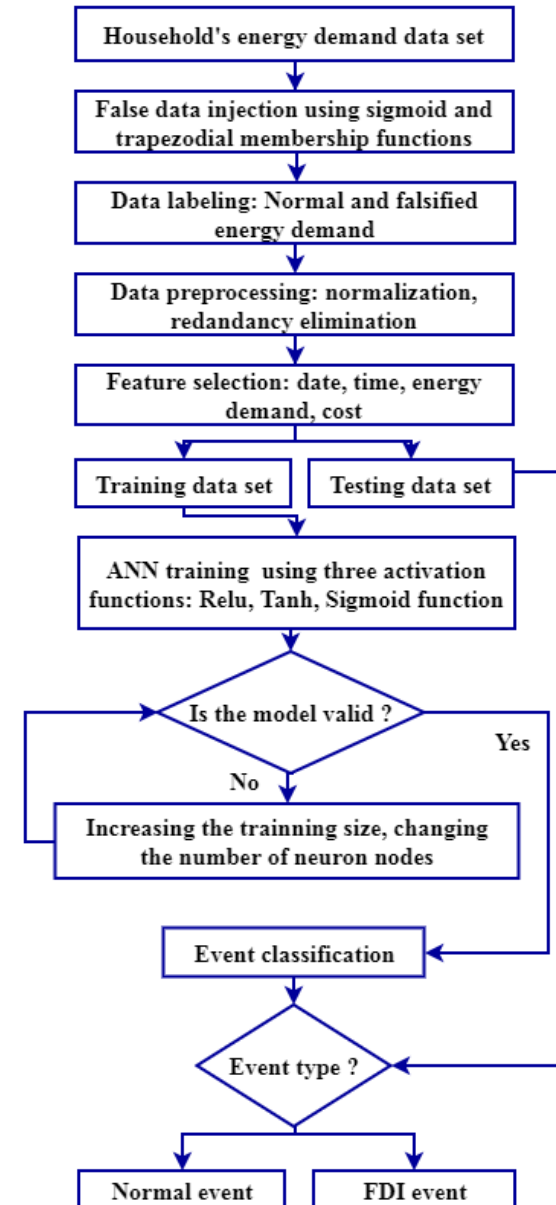 Household's energy demand data set
False data injection using sigmoid and
trapezodial membership functions
Data labeling: Normal and falsified
energy demand
Data preprocessing: normalization,
redandancy elimination
Feature selection: date, time, energy
demand, cost
Training data set
Testing data set
ANN training using three activation
functions: Relu, Tanh, Sigmoid function
Is the model valid ?
Yes
No
Increasing the trainning size, changing
the number of neuron nodes
Event classification
Event type ?
Normal event
FDI event